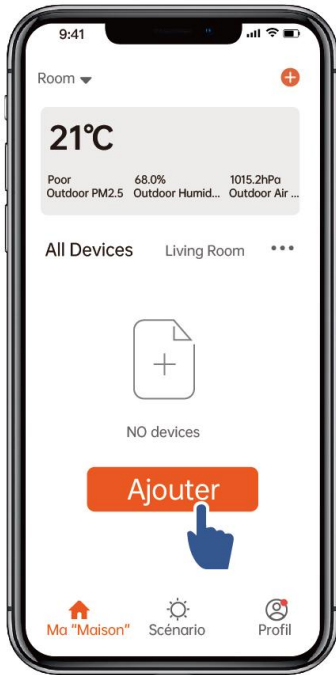 9:41
Room
21℃
Poor 68.0% 1015.2hPa
Outdoor PM2.5 Outdoor Humid... Outdoor Air ...
All Devices Living Room
NO devices
Ajouter
Ma "Maison" Scénario Profil